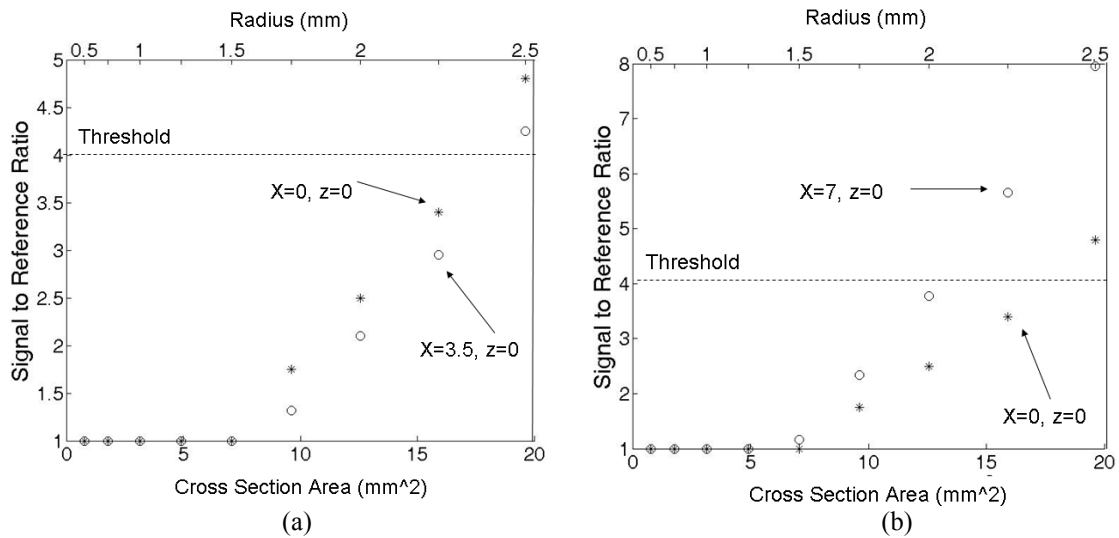 Radius (mm)
0.5 1 1.5 2 2.5
5
4.5
4
3.5
3
2.5
2
1.5
1
Signal to Reference Ratio
Threshold
X=0, z=0
X=3.5, z=0
0 5 10 15 20
Cross Section Area (mm^2)
(a)
Radius (mm)
0.5 1 1.5 2 2.5
8
7
6
5
4
3
2
1
Signal to Reference Ratio
X=7, z=0
Threshold
X=0, z=0
0 5 10 15 20
Cross Section Area (mm^2)
(b)